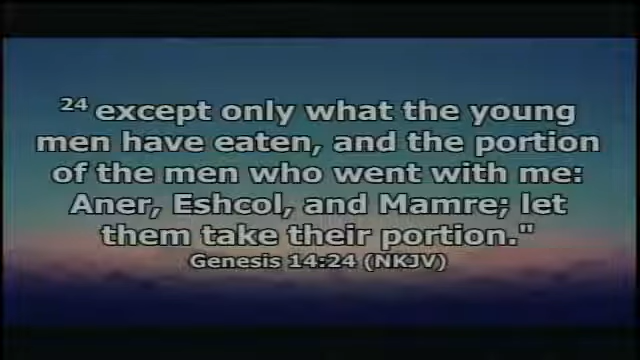 24 except only what the young
men have eaten, and the portion
of the men who went with me:
Aner, Eshcol, and Mamre; let
them take their portion."
Genesis 14:24 (NKJV)